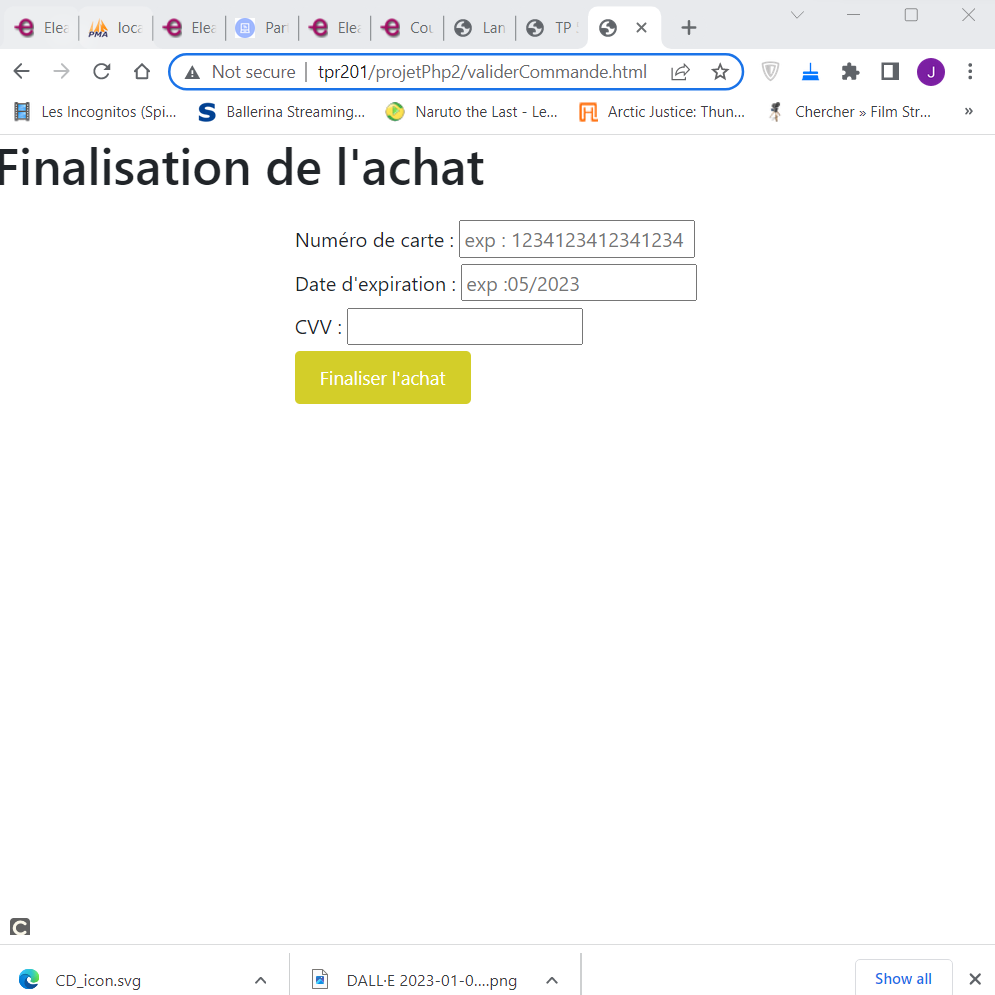 Elea
loca
Elea
Par
Elea
Cou
Lan
TP
Not secure | tpr201/projetPhp2/validerCommande.html
J
Les Incognitos (Spi... Ballerina Streaming... Naruto the Last - Le... Arctic Justice: Thun... Chercher » Film Str... »
Finalisation de l'achat
Numéro de carte : exp : 1234123412341234
Date d'expiration : exp :05/2023
CVV :
Finaliser l'achat
CD_icon.svg
DALL·E 2023-01-0....png
Show all